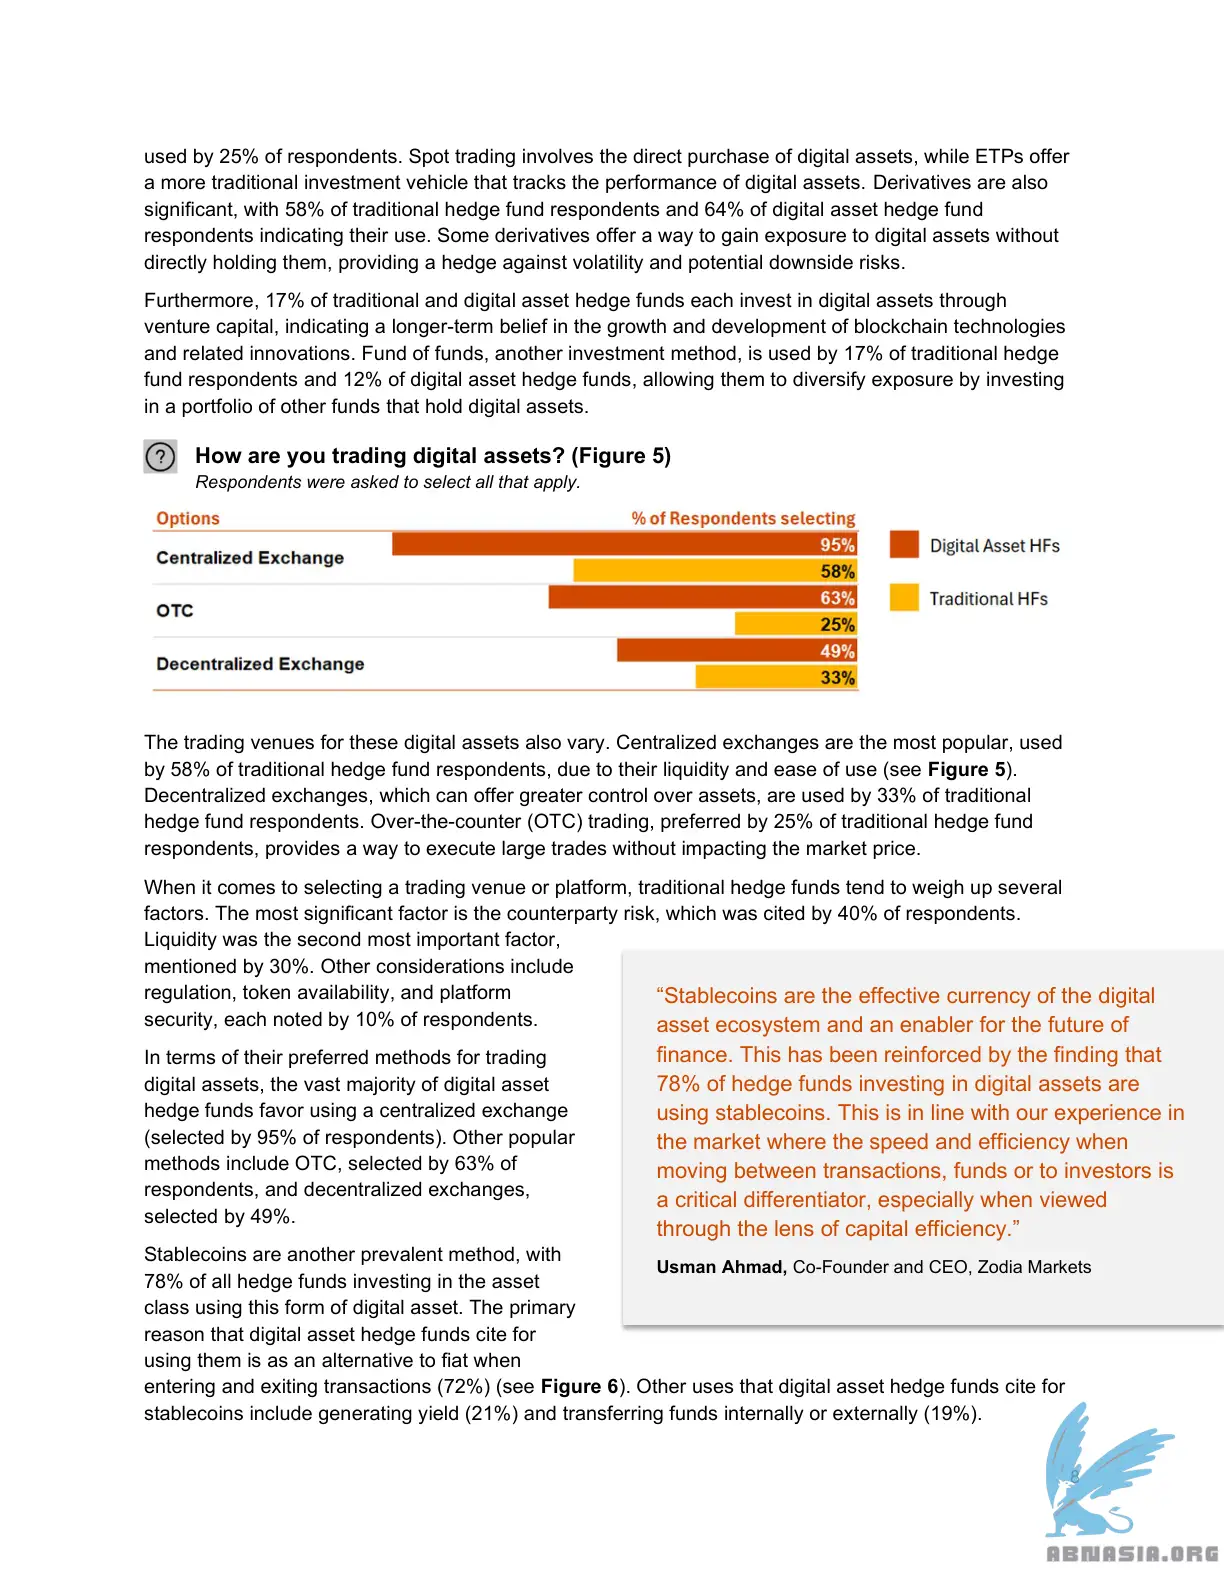 used by 25% of respondents. Spot trading involves the direct purchase of digital assets, while ETPs offer
a more traditional investment vehicle that tracks the performance of digital assets. Derivatives are also
significant, with 58% of traditional hedge fund respondents and 64% of digital asset hedge fund
respondents indicating their use. Some derivatives offer a way to gain exposure to digital assets without
directly holding them, providing a hedge against volatility and potential downside risks.
Furthermore, 17% of traditional and digital asset hedge funds each invest in digital assets through
venture capital, indicating a longer-term belief in the growth and development of blockchain technologies
and related innovations. Fund of funds, another investment method, is used by 17% of traditional hedge
fund respondents and 12% of digital asset hedge funds, allowing them to diversify exposure by investing
in a portfolio of other funds that hold digital assets.
? How are you trading digital assets? (Figure 5)
Respondents were asked to select all that apply.
Options % of Respondents selecting
Centralized Exchange
95%
58%
OTC
63%
25%
Decentralized Exchange
49%
33%
Digital Asset HFs
Traditional HFs
The trading venues for these digital assets also vary. Centralized exchanges are the most popular, used
by 58% of traditional hedge fund respondents, due to their liquidity and ease of use (see Figure 5).
Decentralized exchanges, which can offer greater control over assets, are used by 33% of traditional
hedge fund respondents. Over-the-counter (OTC) trading, preferred by 25% of traditional hedge fund
respondents, provides a way to execute large trades without impacting the market price.
When it comes to selecting a trading venue or platform, traditional hedge funds tend to weigh up several
factors. The most significant factor is the counterparty risk, which was cited by 40% of respondents.
Liquidity was the second most important factor,
mentioned by 30%. Other considerations include
regulation, token availability, and platform
security, each noted by 10% of respondents.
In terms of their preferred methods for trading
digital assets, the vast majority of digital asset
hedge funds favor using a centralized exchange
(selected by 95% of respondents). Other popular
methods include OTC, selected by 63% of
respondents, and decentralized exchanges,
selected by 49%.
Stablecoins are another prevalent method, with
78% of all hedge funds investing in the asset
class using this form of digital asset. The primary
reason that digital asset hedge funds cite for
using them is as an alternative to fiat when
entering and exiting transactions (72%) (see Figure 6). Other uses that digital asset hedge funds cite for
stablecoins include generating yield (21%) and transferring funds internally or externally (19%).
“Stablecoins are the effective currency of the digital
asset ecosystem and an enabler for the future of
finance. This has been reinforced by the finding that
78% of hedge funds investing in digital assets are
using stablecoins. This is in line with our experience in
the market where the speed and efficiency when
moving between transactions, funds or to investors is
a critical differentiator, especially when viewed
through the lens of capital efficiency.”
Usman Ahmad, Co-Founder and CEO, Zodia Markets
8
ABNASIA.ORG